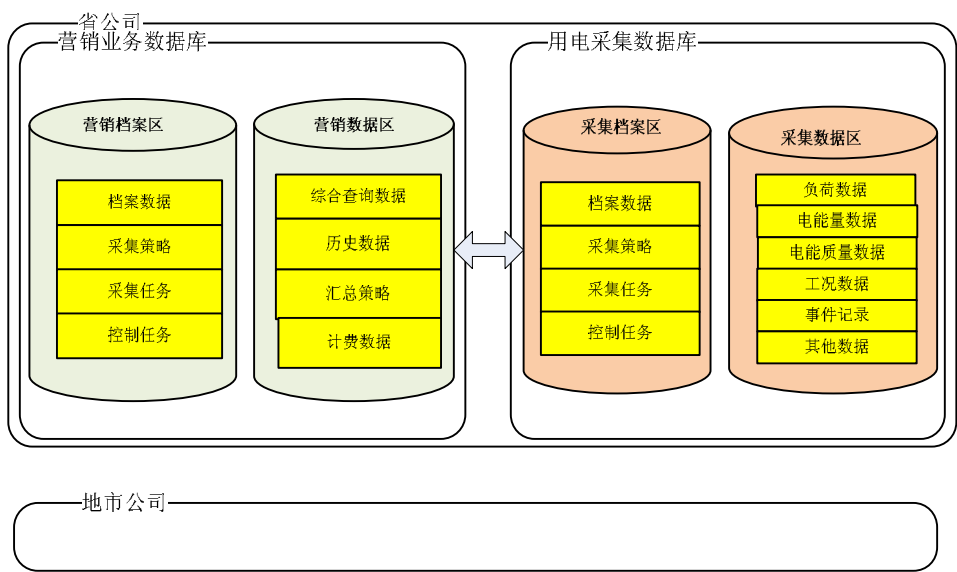 省公司
营销业务数据库
用电采集数据库
营销档案区
档案数据
采集策略
采集任务
控制任务
营销数据区
综合查询数据
历史数据
汇总策略
计费数据
采集档案区
档案数据
采集策略
采集任务
控制任务
采集数据区
负荷数据
电能量数据
电能质量数据
工况数据
事件记录
其他数据
地市公司